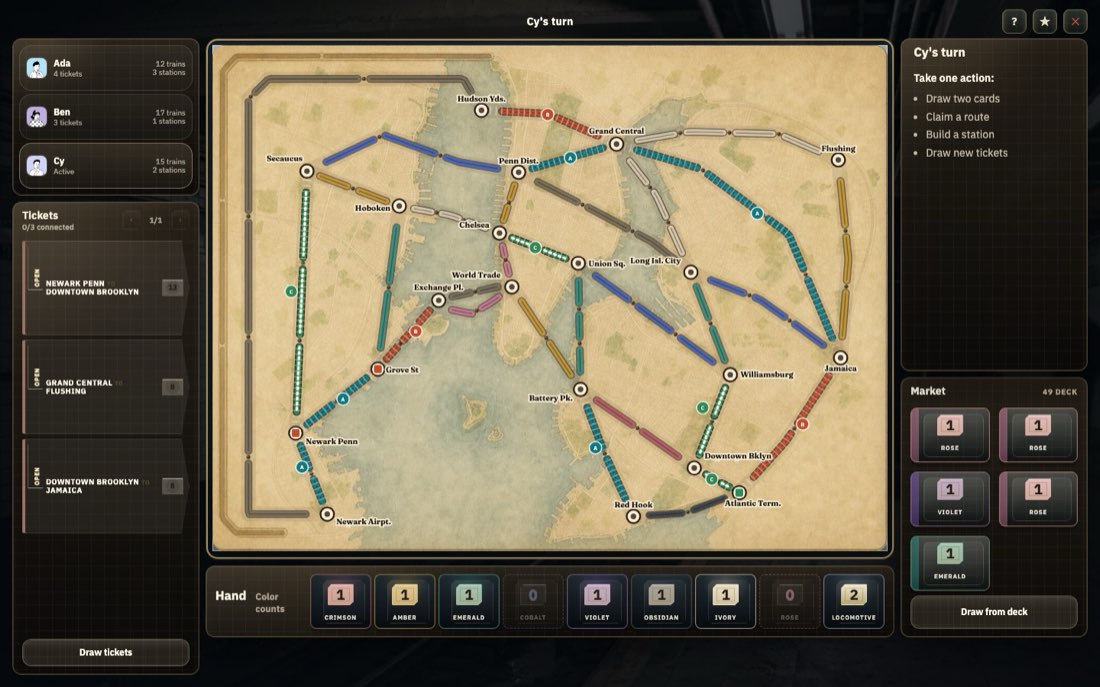 Cy's turn
?
Ada
4 tickets
12 trains
3 stations
Ben
3 tickets
17 trains
1 stations
Cy
Active
15 trains
2 stations
Tickets
0/3 connected
1/1
OPEN
NEWARK PENN TO
DOWNTOWN BROOKLYN
13
OPEN
GRAND CENTRAL TO
FLUSHING
8
OPEN
DOWNTOWN BROOKLYN TO
JAMAICA
6
Draw tickets
Hudson Yds.
B
Grand Central
A
Flushing
Secaucus
Penn Dist.
A
Hoboken
Chelsea
C
Union Sq.
Long Isl. City
World Trade
Exchange Pl.
C
B
Grove St
Jamaica
Williamsburg
A
Battery Pk.
C
B
Newark Penn
A
A
Downtown Bklyn
C
Atlantic Term.
Red Hook
Newark Airpt.
Hand
Color
counts
1
CRIMSON
1
AMBER
1
EMERALD
0
COBALT
1
VIOLET
1
OBSIDIAN
1
IVORY
0
ROSE
2
LOCOMOTIVE
Cy's turn
Take one action:
Draw two cards
Claim a route
Build a station
Draw new tickets
Market
49 DECK
1
ROSE
1
ROSE
1
VIOLET
1
ROSE
1
EMERALD
Draw from deck